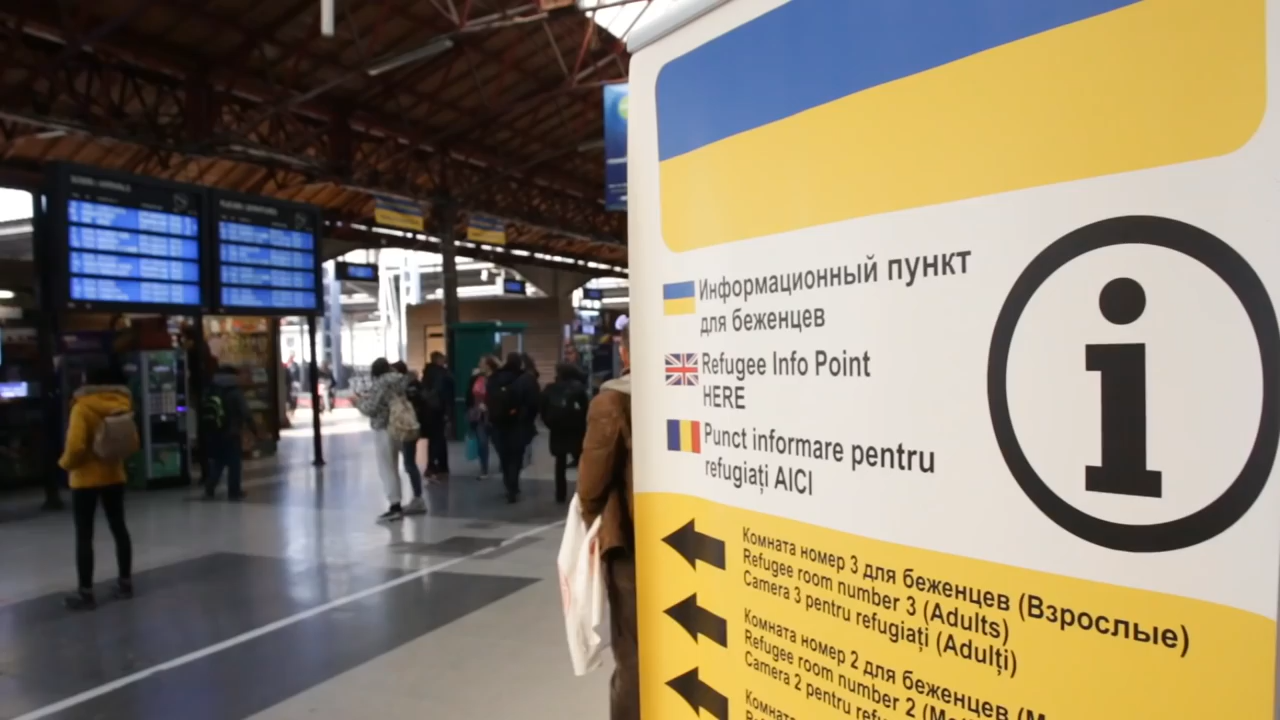 Информационный пункт
для беженцев
Refugee Info Point
HERE
Punct informare pentru
refugiați AICI
i
Комната номер 3 для беженцев (Взрослые)
Refugee room number 3 (Adults)
Camera 3 pentru refugiați (Adulți)
Комната номер 2 для беженцев
Refugee room number 2
Camera 2 pentru
Комната